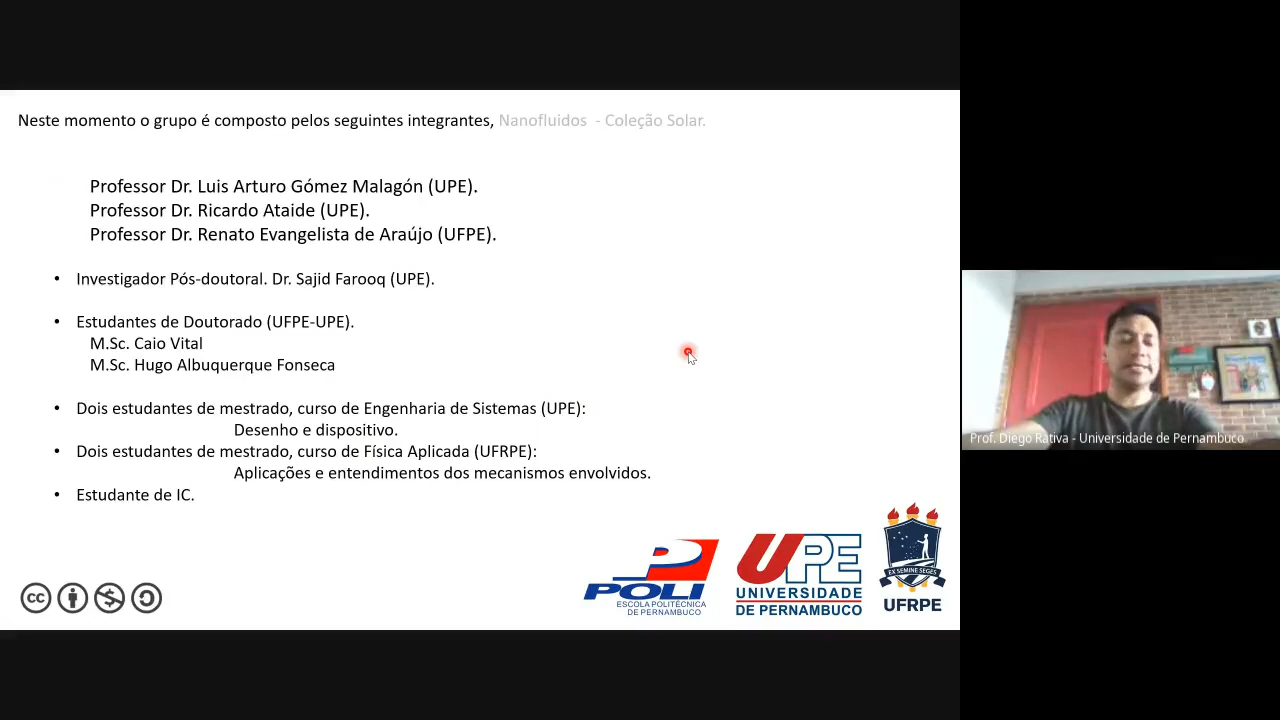 Neste momento o grupo é composto pelos seguintes integrantes, Nanofluidos - Coleção Solar.
Professor Dr. Luis Arturo Gómez Malagón (UPE).
Professor Dr. Ricardo Ataide (UPE).
Professor Dr. Renato Evangelista de Araújo (UFPE).
• Investigador Pós-doutoral. Dr. Sajid Farooq (UPE).
• Estudantes de Doutorado (UFPE-UPE).
M.Sc. Caio Vital
M.Sc. Hugo Albuquerque Fonseca
• Dois estudantes de mestrado, curso de Engenharia de Sistemas (UPE):
Desenho e dispositivo.
• Dois estudantes de mestrado, curso de Física Aplicada (UFRPE):
Aplicações e entendimentos dos mecanismos envolvidos.
• Estudante de IC.
cc
POLI
ESCOLA POLITÉCNICA
DE PERNAMBUCO
UPE
UNIVERSIDADE
DE PERNAMBUCO
EX SEMINE SEGES
UFRPE
Prof. Diego Rativa - Universidade de Pernambuco